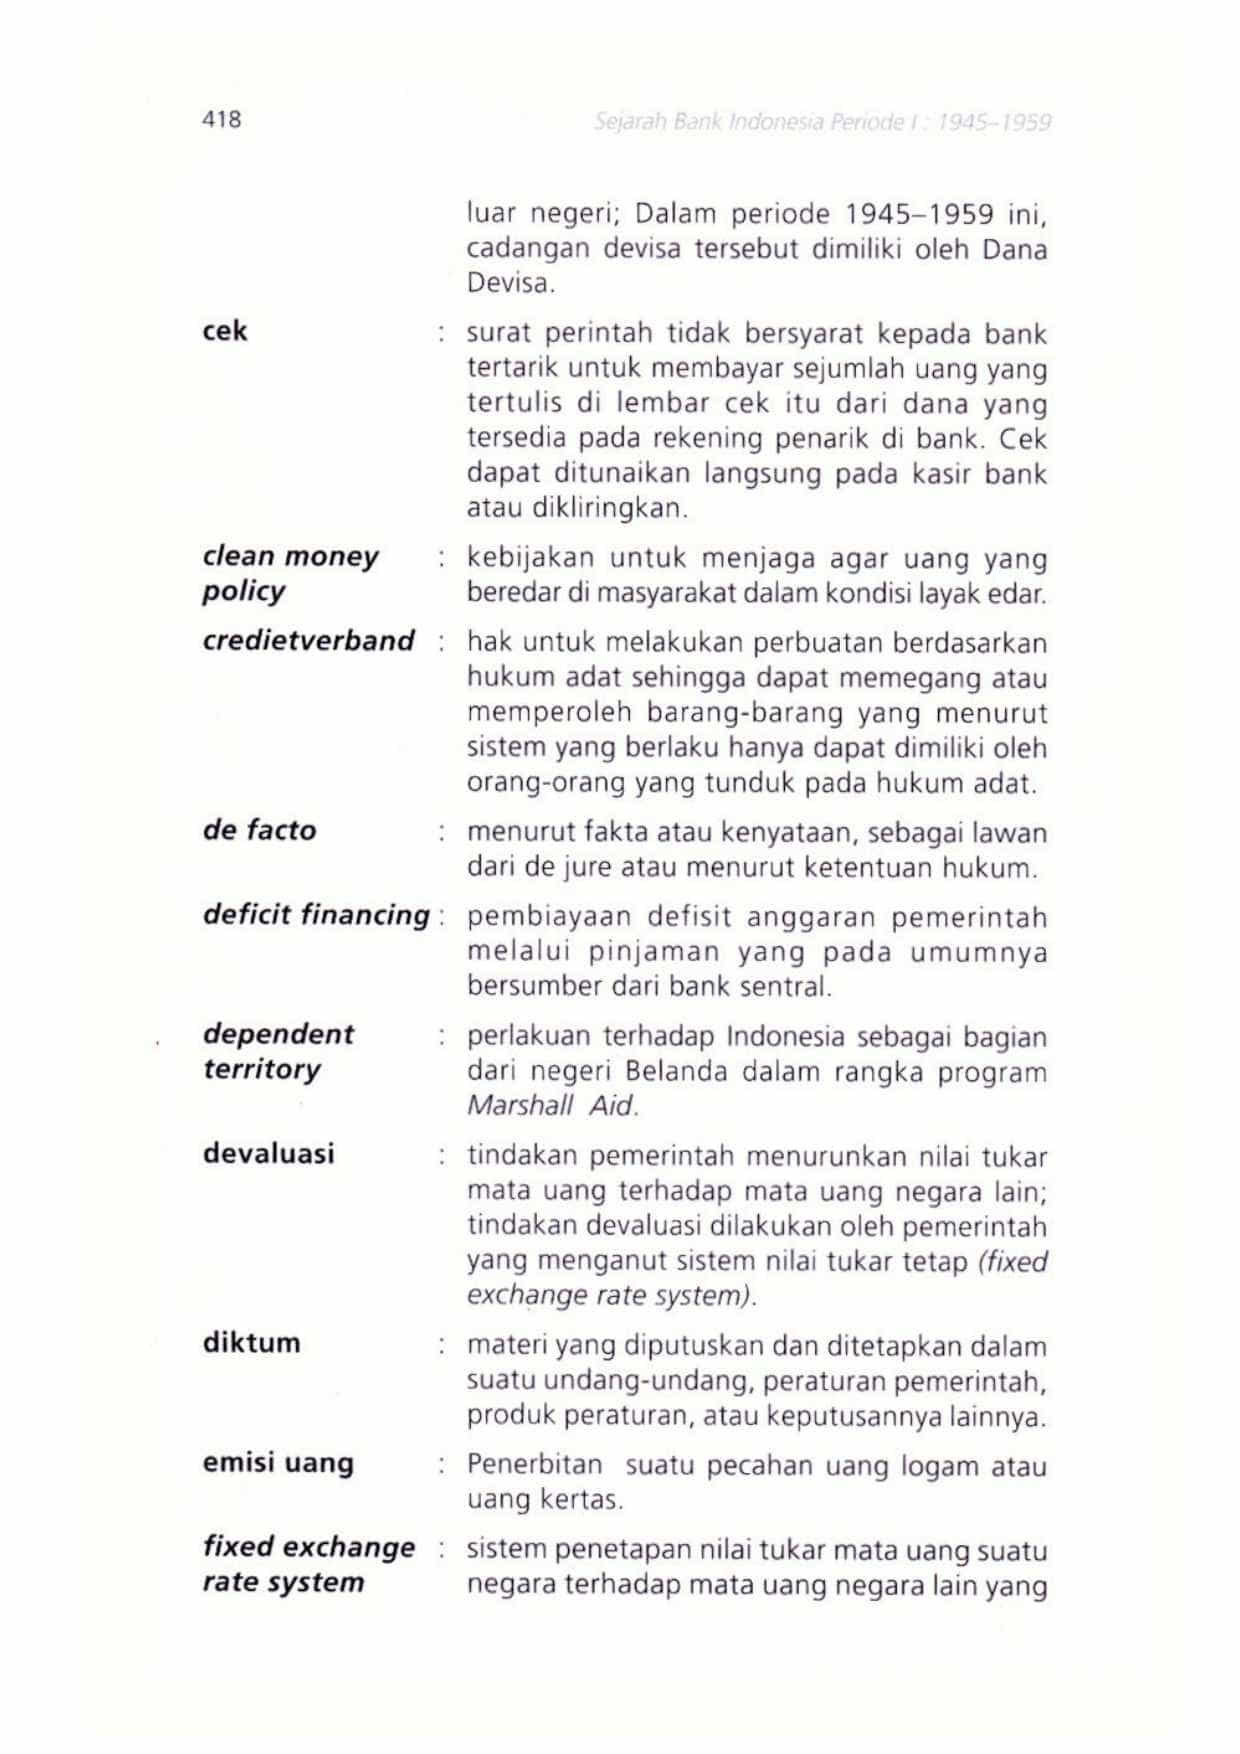 418 Sejarah Bank Indonesia Periode I : 1945–1959
luar negeri; Dalam periode 1945–1959 ini,
cadangan devisa tersebut dimiliki oleh Dana
Devisa.
cek : surat perintah tidak bersyarat kepada bank
tertarik untuk membayar sejumlah uang yang
tertulis di lembar cek itu dari dana yang
tersedia pada rekening penarik di bank. Cek
dapat ditunaikan langsung pada kasir bank
atau dikliringkan.
clean money : kebijakan untuk menjaga agar uang yang
policy beredar di masyarakat dalam kondisi layak edar.
credietverband : hak untuk melakukan perbuatan berdasarkan
hukum adat sehingga dapat memegang atau
memperoleh barang-barang yang menurut
sistem yang berlaku hanya dapat dimiliki oleh
orang-orang yang tunduk pada hukum adat.
de facto : menurut fakta atau kenyataan, sebagai lawan
dari de jure atau menurut ketentuan hukum.
deficit financing : pembiayaan defisit anggaran pemerintah
melalui pinjaman yang pada umumnya
bersumber dari bank sentral.
dependent : perlakuan terhadap Indonesia sebagai bagian
territory dari negeri Belanda dalam rangka program
Marshall Aid.
devaluasi : tindakan pemerintah menurunkan nilai tukar
mata uang terhadap mata uang negara lain;
tindakan devaluasi dilakukan oleh pemerintah
yang menganut sistem nilai tukar tetap (fixed
exchange rate system).
diktum : materi yang diputuskan dan ditetapkan dalam
suatu undang-undang, peraturan pemerintah,
produk peraturan, atau keputusannya lainnya.
emisi uang : Penerbitan suatu pecahan uang logam atau
uang kertas.
fixed exchange : sistem penetapan nilai tukar mata uang suatu
rate system negara terhadap mata uang negara lain yang